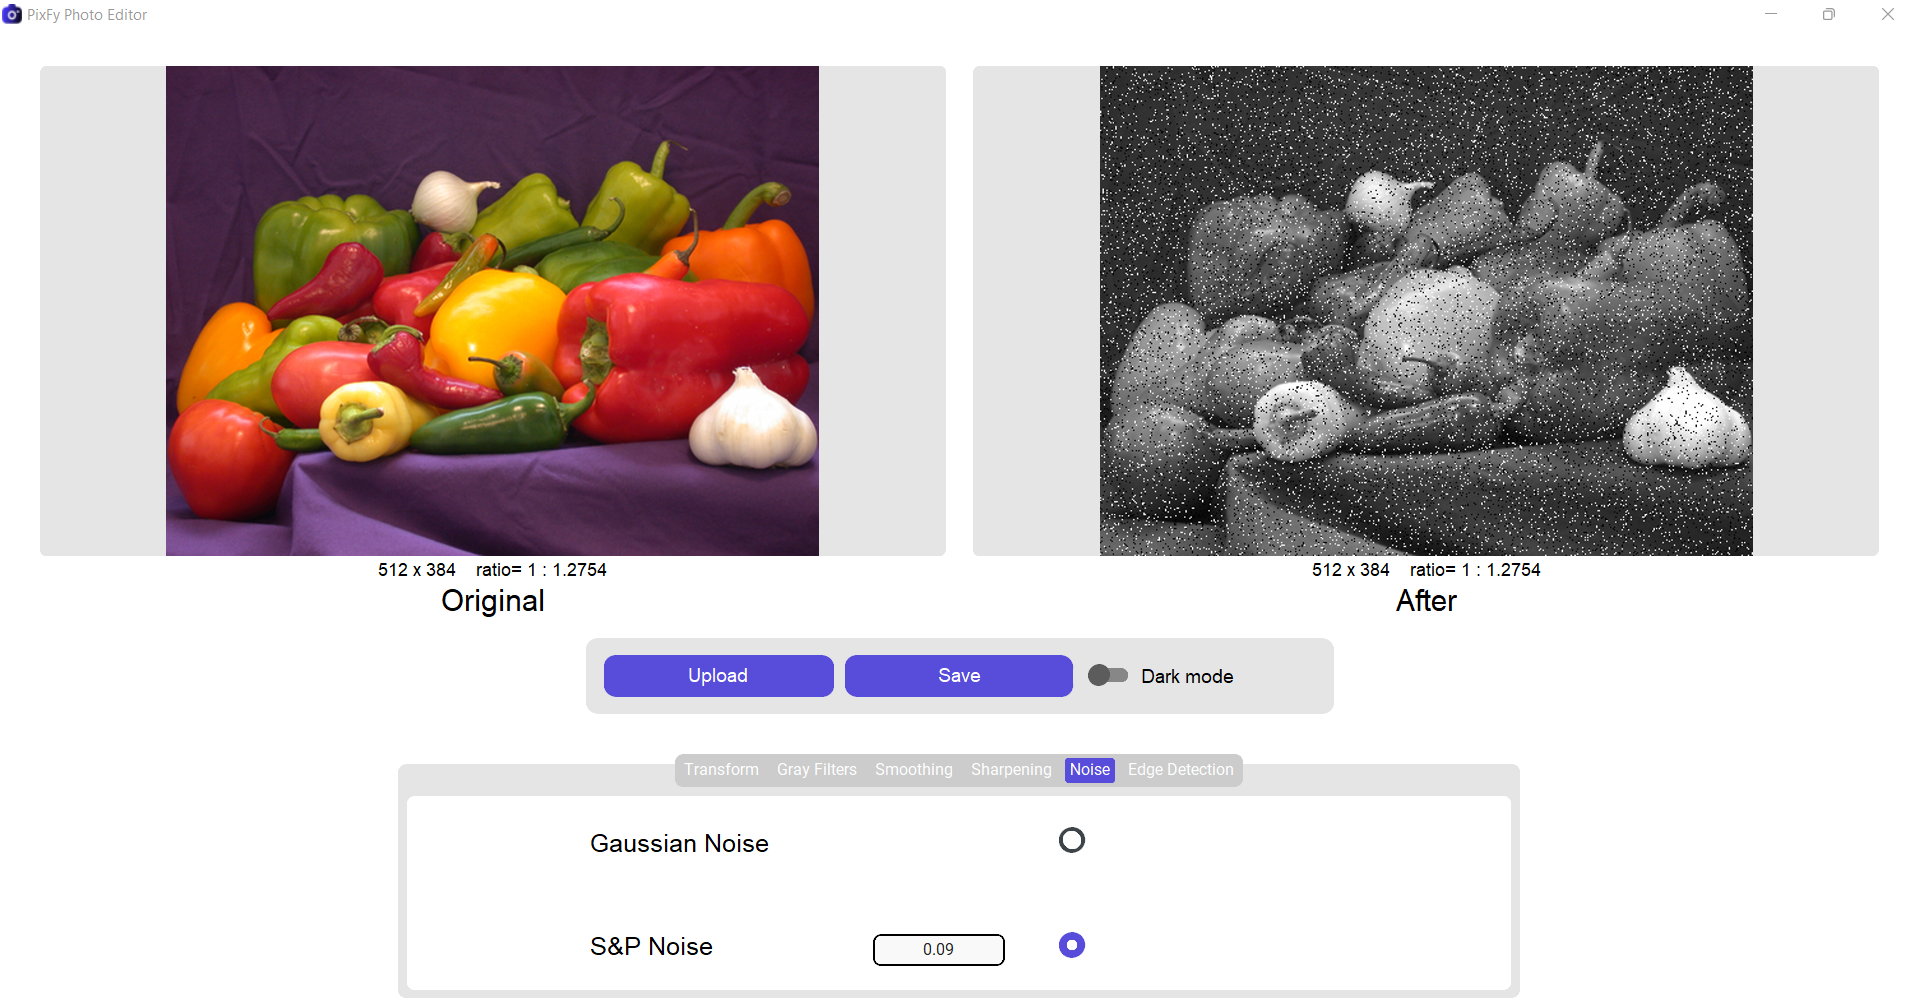 PixFy Photo Editor
512 x 384 ratio= 1 : 1.2754
Original
512 x 384 ratio= 1 : 1.2754
After
Upload Save Dark mode
Transform Gray Filters Smoothing Sharpening Noise Edge Detection
Gaussian Noise
S&P Noise 0.09